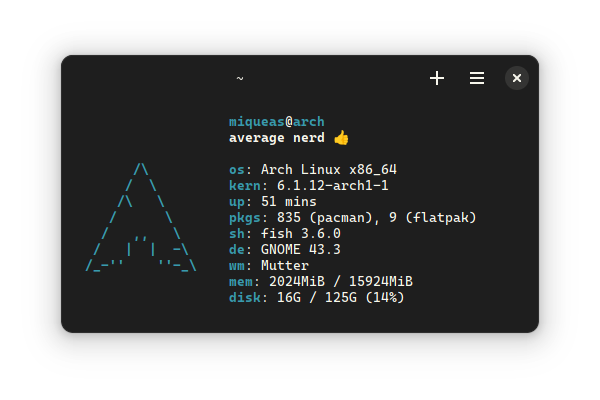 ~
miqueas@arch
average nerd 👍
os: Arch Linux x86_64
kern: 6.1.12-arch1-1
up: 51 mins
pkgs: 835 (pacman), 9 (flatpak)
sh: fish 3.6.0
de: GNOME 43.3
wm: Mutter
mem: 2024MiB / 15924MiB
disk: 16G / 125G (14%)